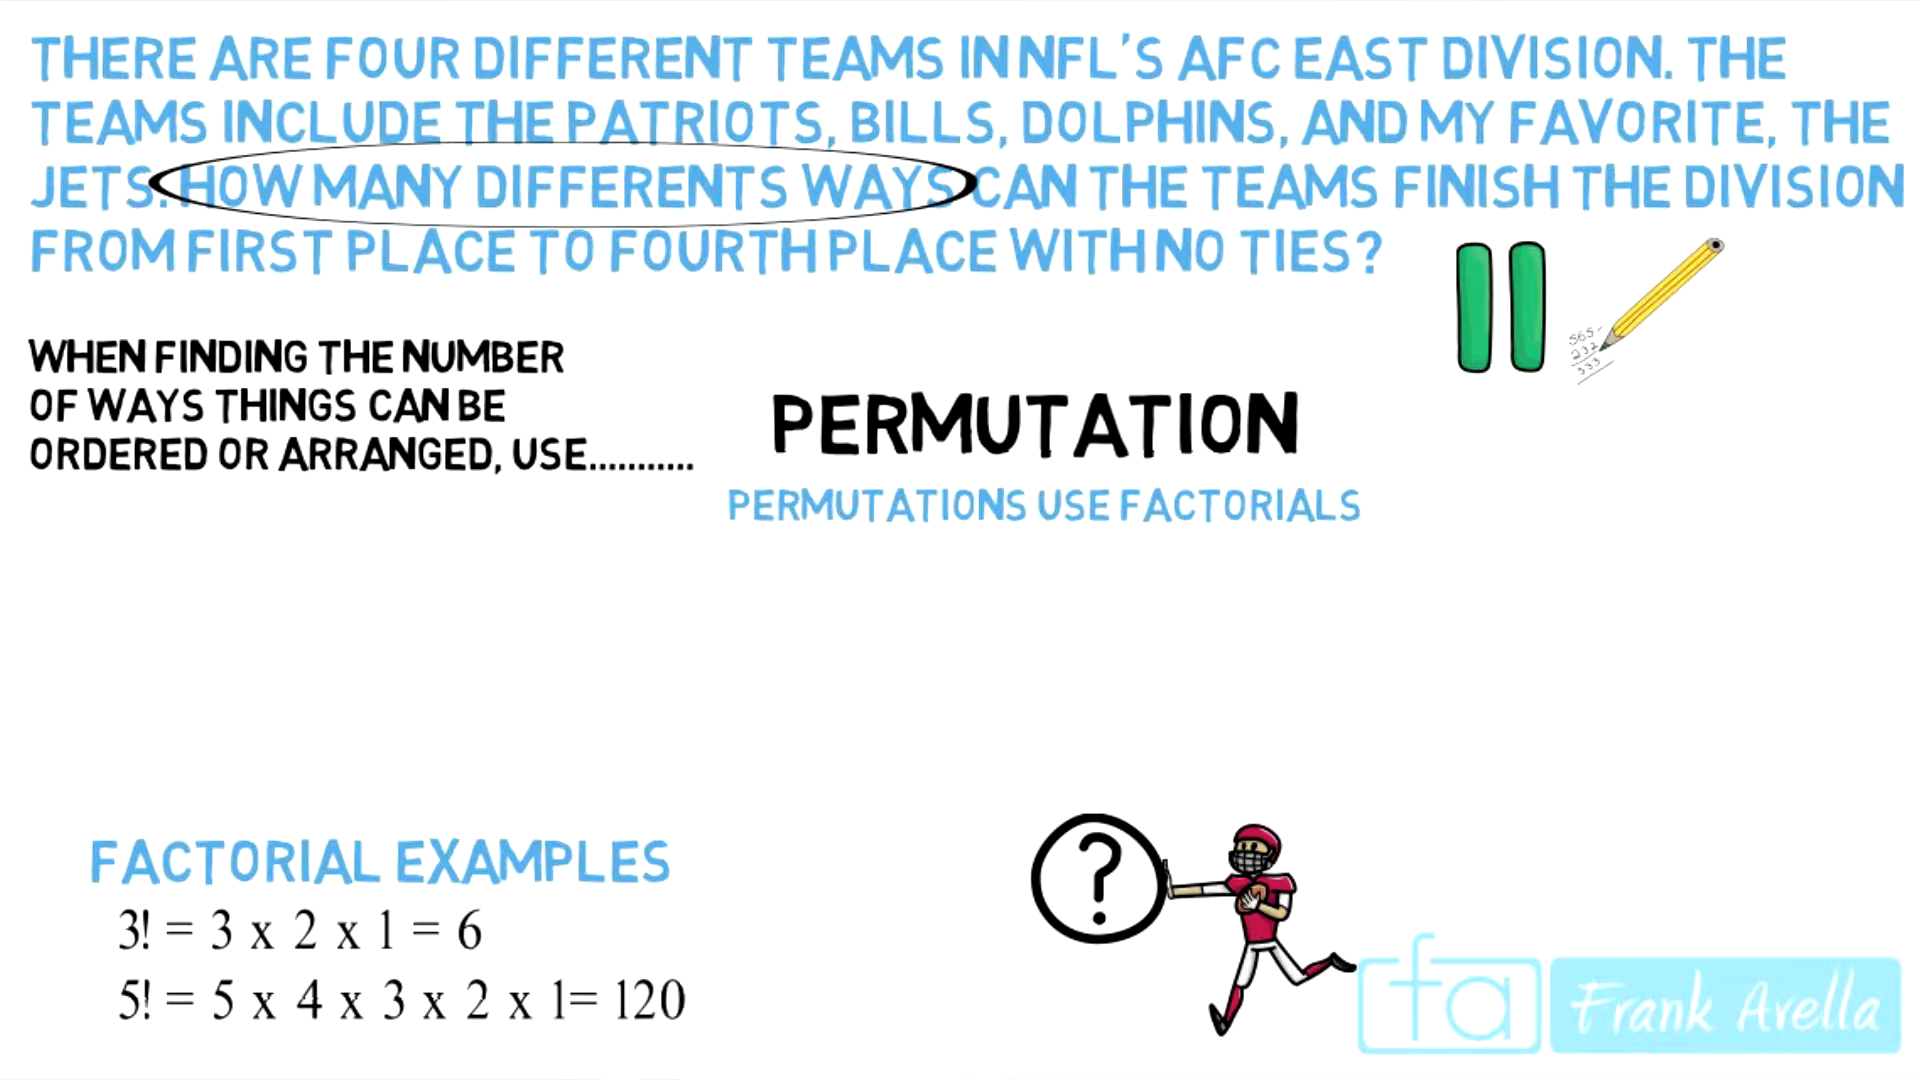 THERE ARE FOUR DIFFERENT TEAMS IN NFL'S AFC EAST DIVISION. THE
TEAMS INCLUDE THE PATRIOTS, BILLS, DOLPHINS, AND MY FAVORITE, THE
JETS. HOW MANY DIFFERENTS WAYS CAN THE TEAMS FINISH THE DIVISION
FROM FIRST PLACE TO FOURTH PLACE WITH NO TIES?
565-
232
333
WHEN FINDING THE NUMBER
OF WAYS THINGS CAN BE
ORDERED OR ARRANGED, USE...........
PERMUTATION
PERMUTATIONS USE FACTORIALS
FACTORIAL EXAMPLES
3! = 3 x 2 x 1 = 6
5! = 5 x 4 x 3 x 2 x 1= 120
?
fa Frank Avella